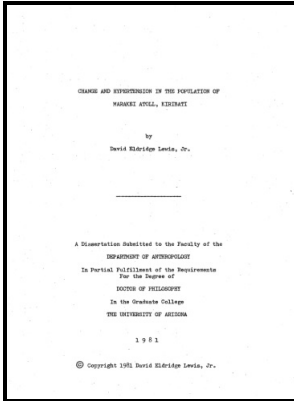 CHANGE AND HYPERTENSION IN THE POPULATION OF
MARAKEI ATOLL, KIRIBATI
by
David Eldridge Lewis, Jr.
A Dissertation Submitted to the Faculty of the
DEPARTMENT OF ANTHROPOLOGY
In Partial Fulfillment of the Requirements
For the Degree of
DOCTOR OF PHILOSOPHY
In the Graduate College
THE UNIVERSITY OF ARIZONA
1 9 8 1
© Copyright 1981 David Eldridge Lewis, Jr.